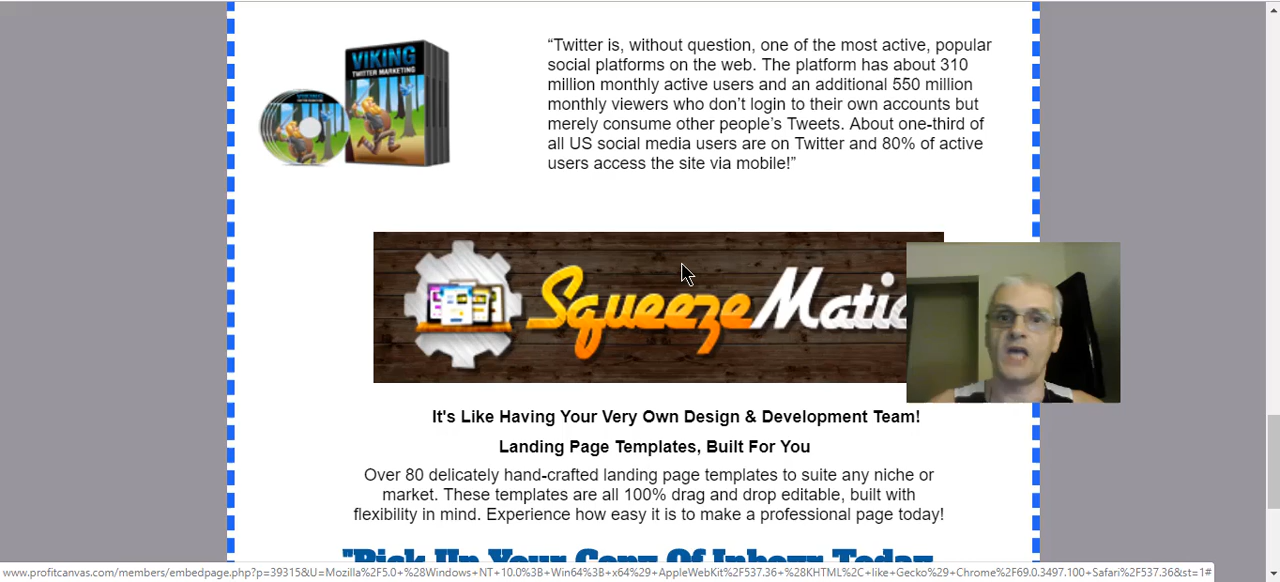 VIKING
TWITTER MARKETING
“Twitter is, without question, one of the most active, popular
social platforms on the web. The platform has about 310
million monthly active users and an additional 550 million
monthly viewers who don’t login to their own accounts but
merely consume other people’s Tweets. About one-third of
all US social media users are on Twitter and 80% of active
users access the site via mobile!”
SqueezeMatic
It's Like Having Your Very Own Design & Development Team!
Landing Page Templates, Built For You
Over 80 delicately hand-crafted landing page templates to suite any niche or
market. These templates are all 100% drag and drop editable, built with
flexibility in mind. Experience how easy it is to make a professional page today!
"Pick Up Your Copy Of Inboxr Today
www.profitcanvas.com/members/embedpage.php?p=39315&U=Mozilla%2F5.0+%28Windows+NT+10.0%3B+Win64%3B+x64%29+AppleWebKit%2F537.36+%28KHTML%2C+like+Gecko%29+Chrome%2F69.0.3497.100+Safari%2F537.36&st=1#